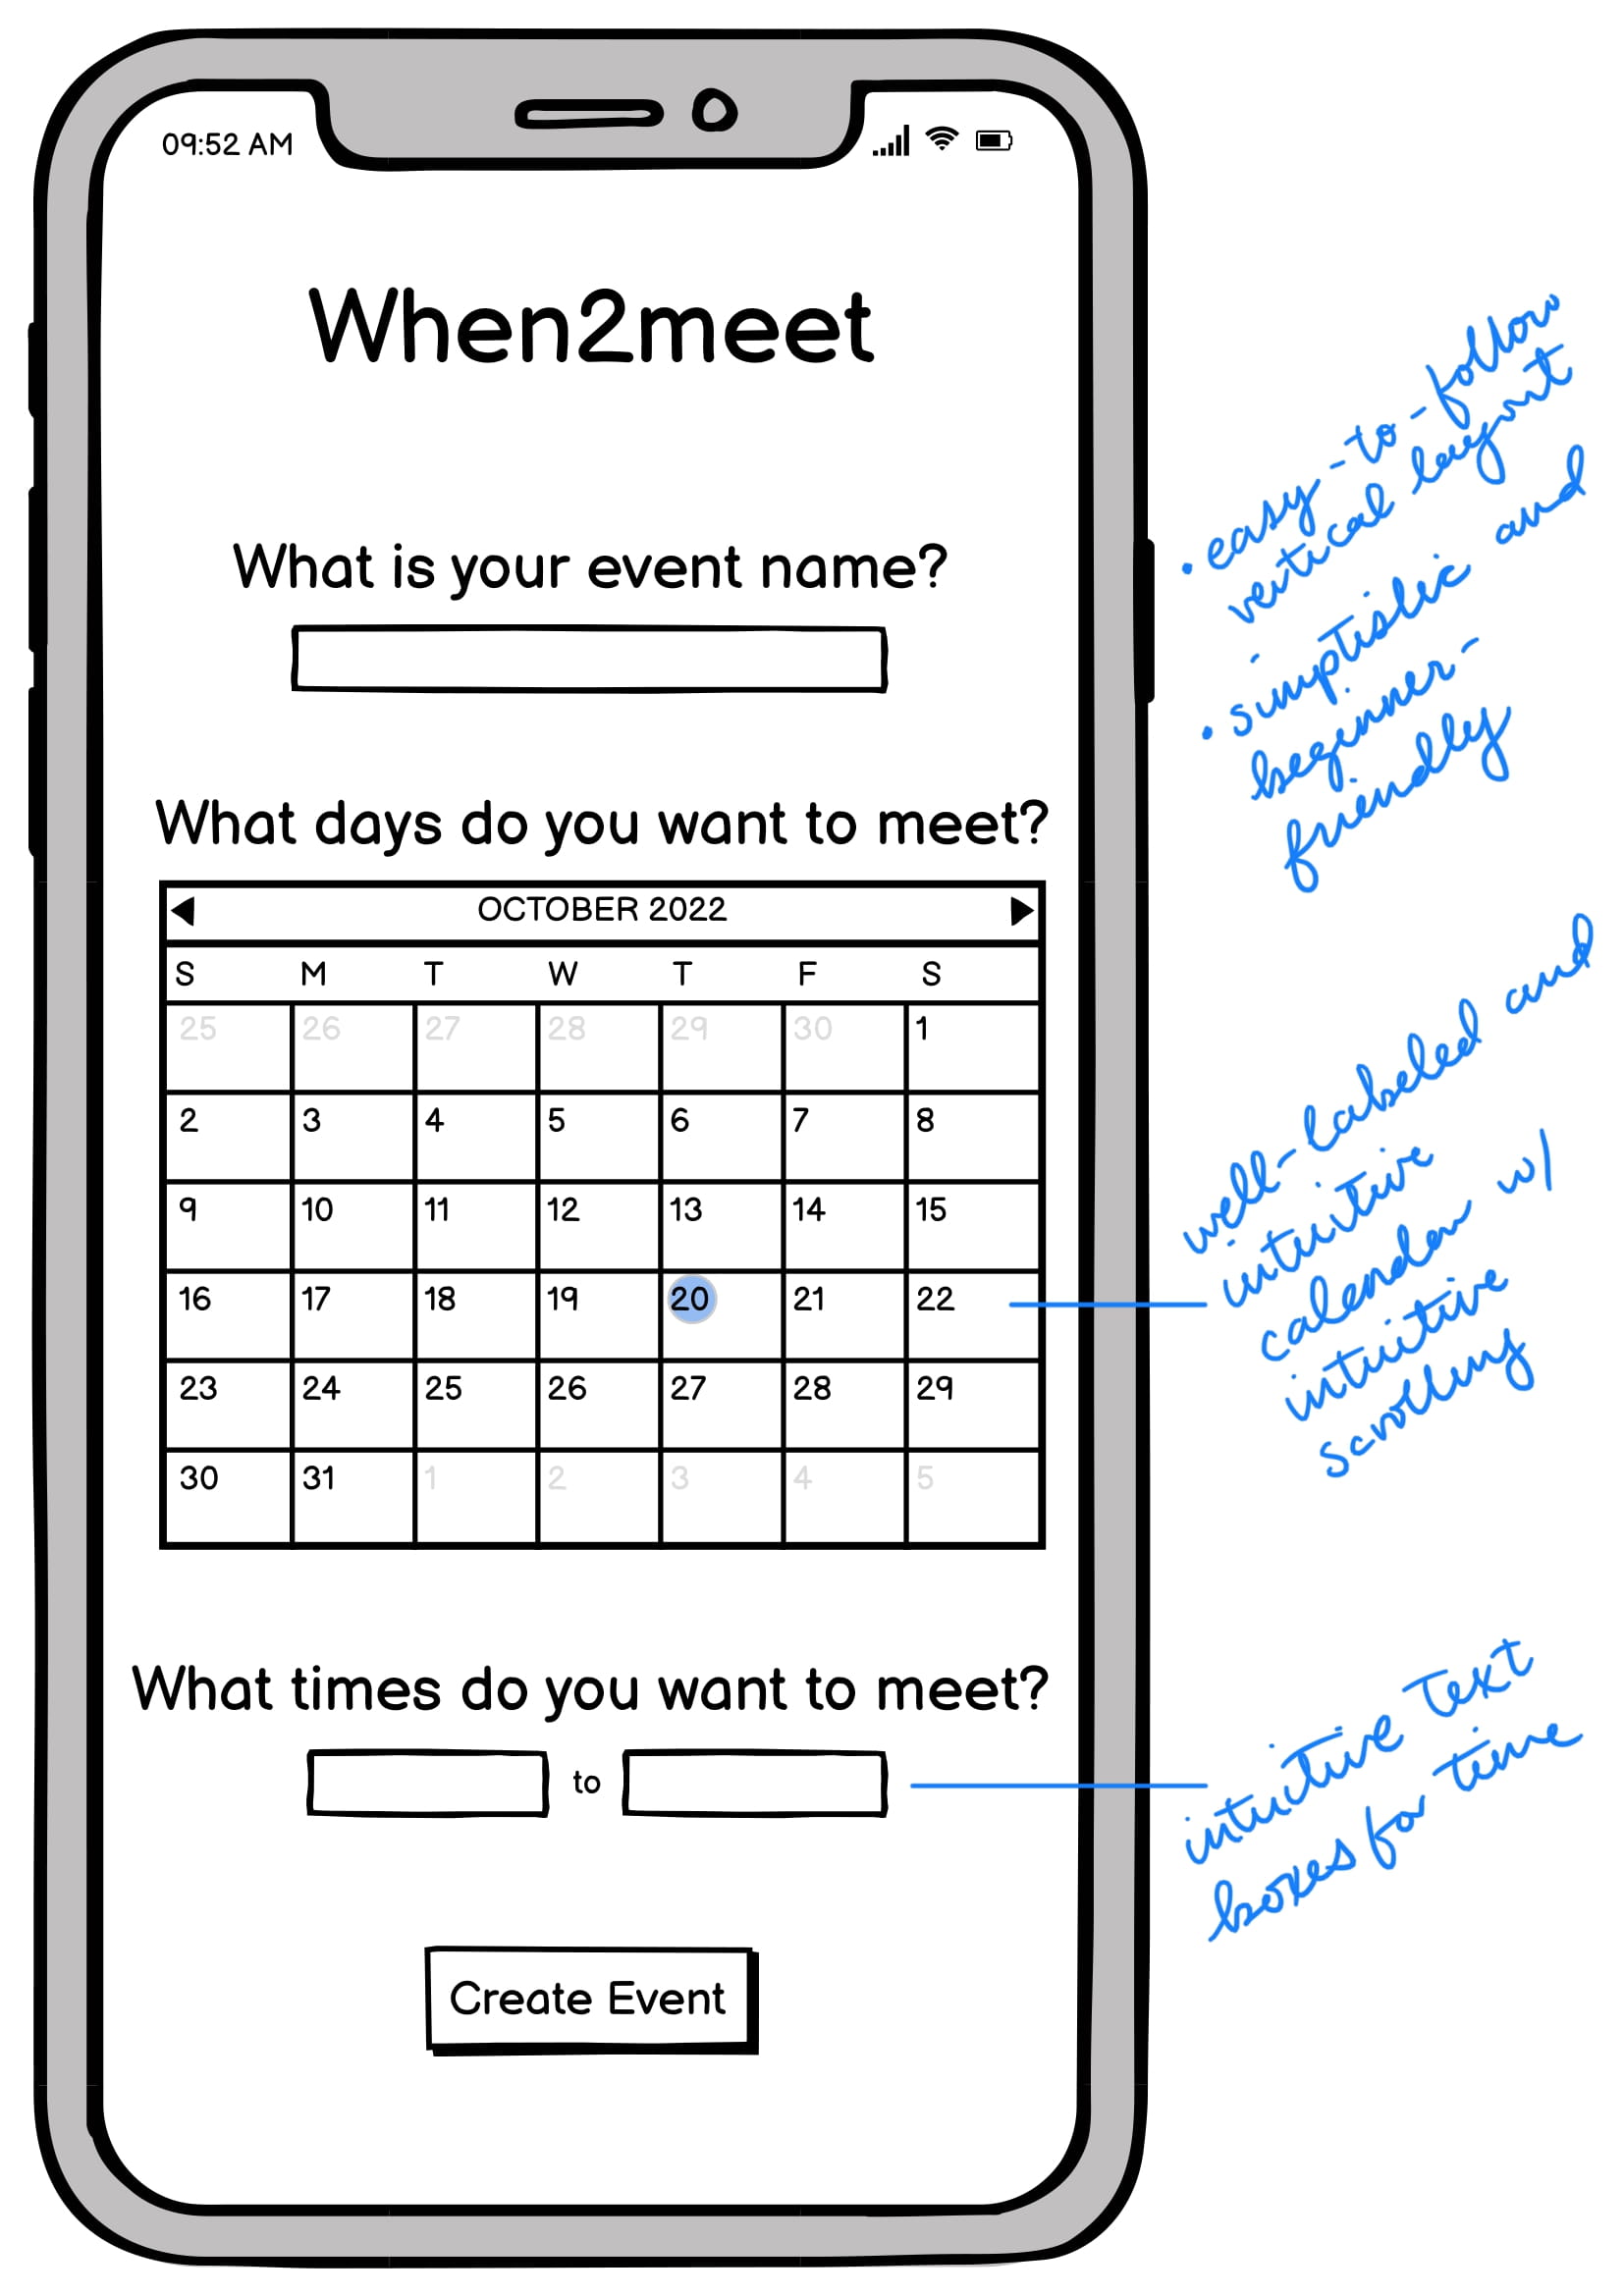 09:52 AM
When2meet
What is your event name?
What days do you want to meet?
OCTOBER 2022
S M T W T F S
25 26 27 28 29 30 1
2 3 4 5 6 7 8
9 10 11 12 13 14 15
16 17 18 19 20 21 22
23 24 25 26 27 28 29
30 31 1 2 3 4 5
What times do you want to meet?
to
Create Event
• easy-to-follow
vertical layout
• simplistic and
beginner-
friendly
well-labeled and
intuitive
calendar w/
intuitive
scrolling
intuitive text
boxes for time